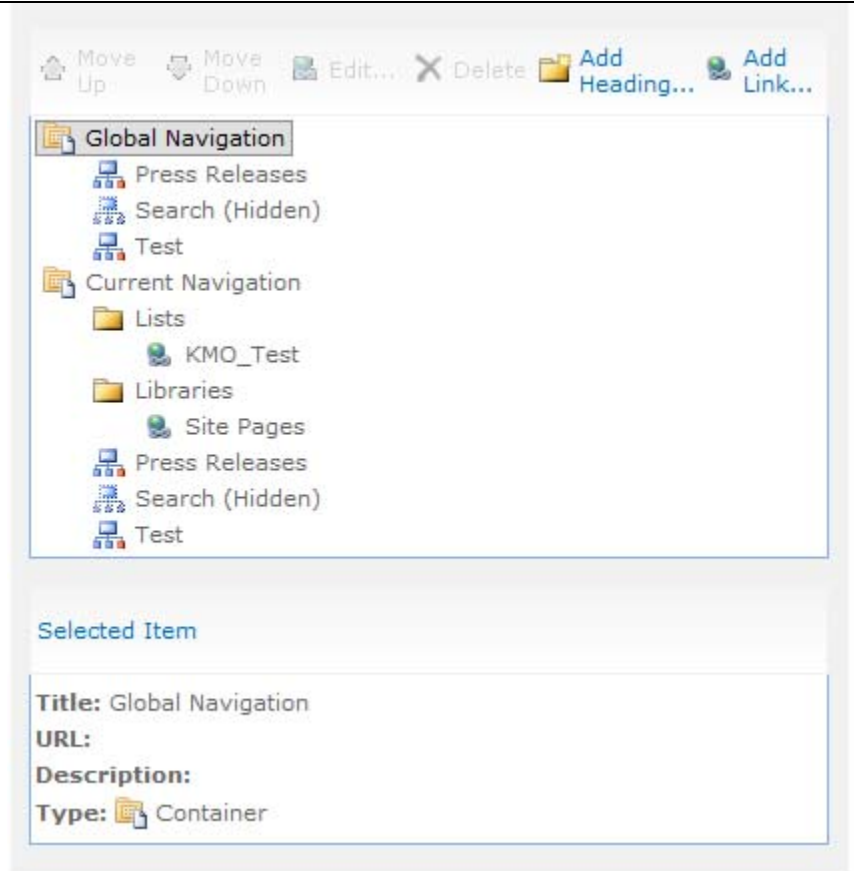 Move Up Move Down Edit... Delete Add Heading... Add Link...
Global Navigation
Press Releases
Search (Hidden)
Test
Current Navigation
Lists
KMO_Test
Libraries
Site Pages
Press Releases
Search (Hidden)
Test
Selected Item
Title: Global Navigation
URL:
Description:
Type: Container